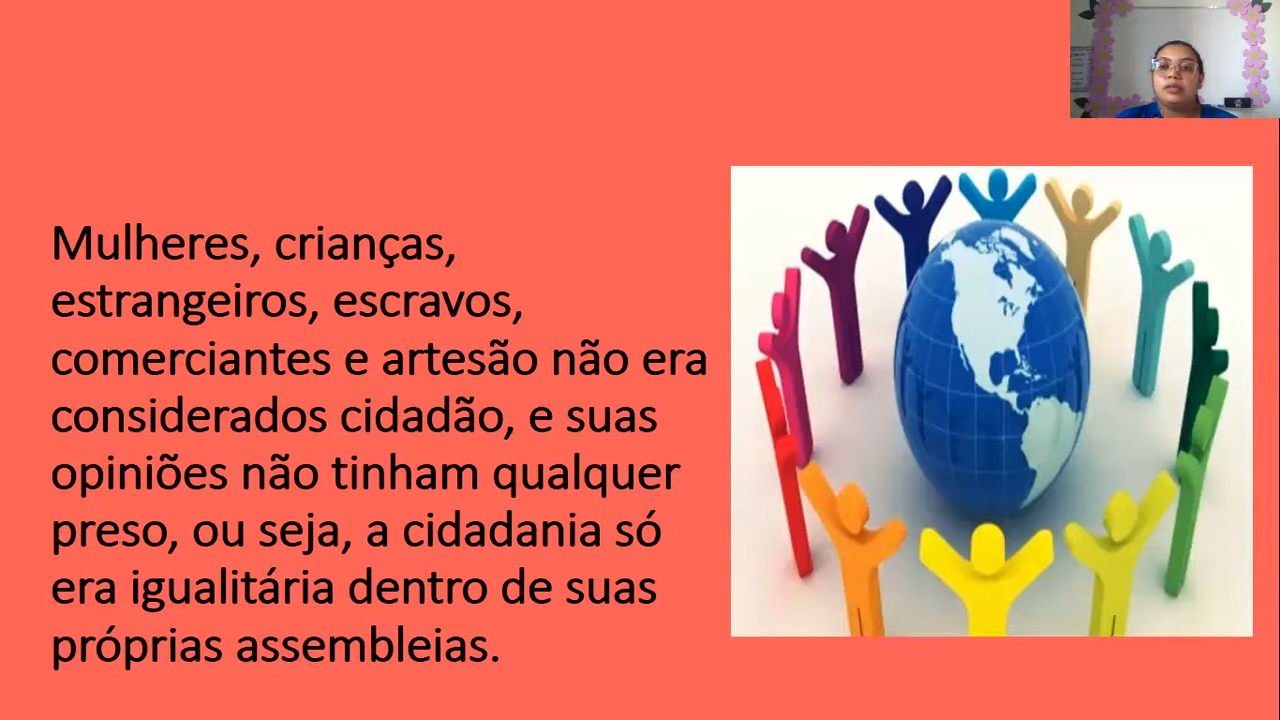 Mulheres, crianças,
estrangeiros, escravos,
comerciantes e artesão não era
considerados cidadão, e suas
opiniões não tinham qualquer
preso, ou seja, a cidadania só
era igualitária dentro de suas
próprias assembleias.